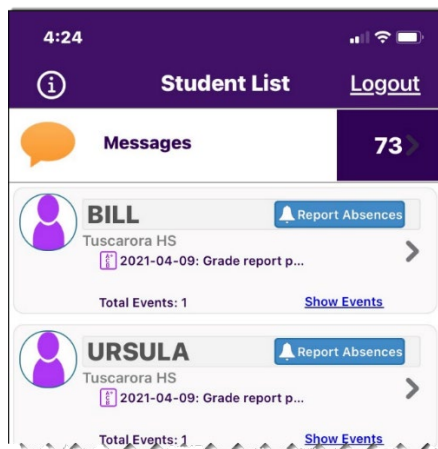 4:24
Student List
Logout
Messages
73
BILL
Report Absences
Tuscarora HS
2021-04-09: Grade report p...
Total Events: 1
Show Events
URSULA
Report Absences
Tuscarora HS
2021-04-09: Grade report p...
Total Events: 1
Show Events